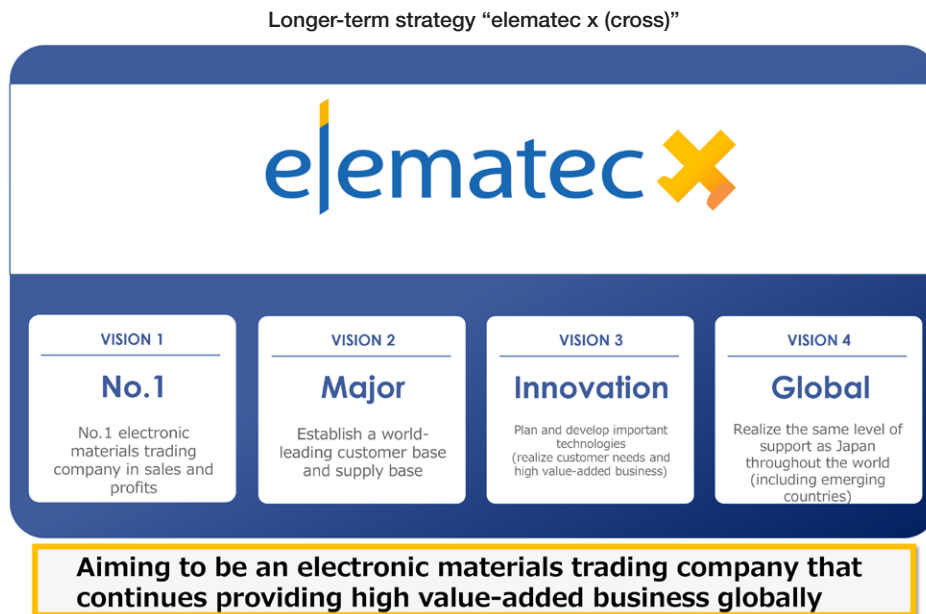 Longer-term strategy “elematec x (cross)”
elematec x
VISION 1
No.1
No.1 electronic
materials trading
company in sales and
profits
VISION 2
Major
Establish a world-
leading customer base
and supply base
VISION 3
Innovation
Plan and develop important
technologies
(realize customer needs and
high value-added business)
VISION 4
Global
Realize the same level of
support as Japan
throughout the world
(including emerging
countries)
Aiming to be an electronic materials trading company that
continues providing high value-added business globally